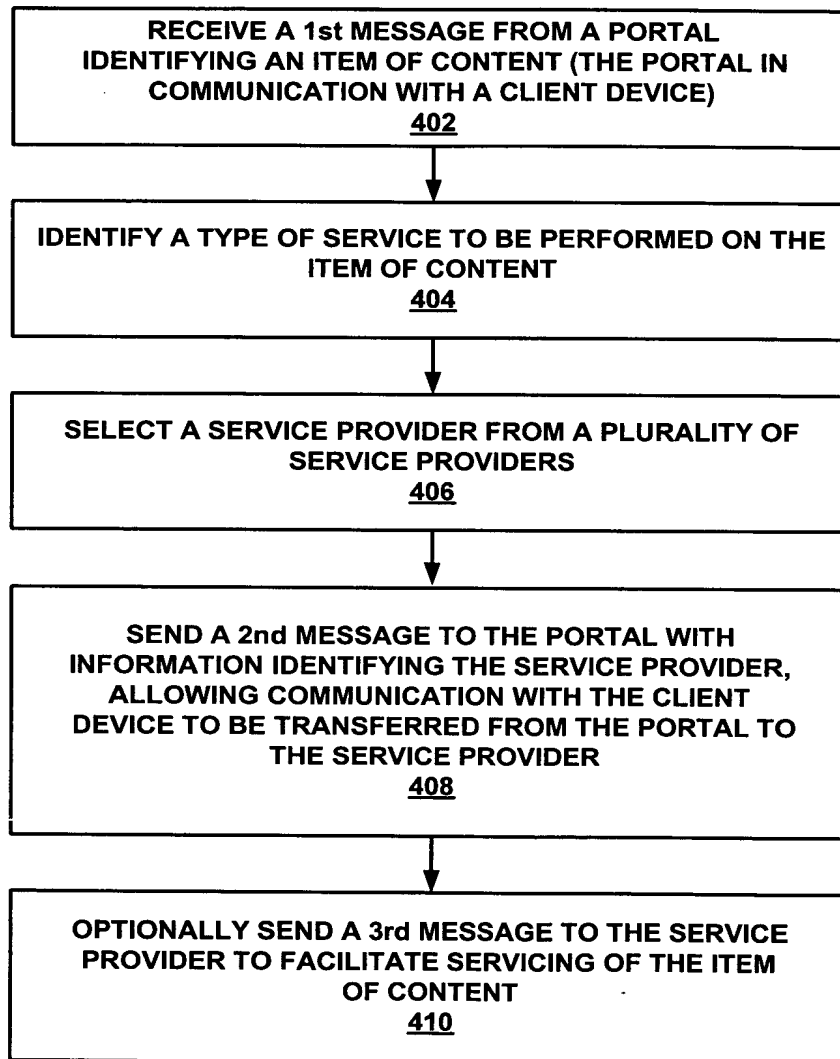 RECEIVE A 1st MESSAGE FROM A PORTAL
IDENTIFYING AN ITEM OF CONTENT (THE PORTAL IN
COMMUNICATION WITH A CLIENT DEVICE)
402
IDENTIFY A TYPE OF SERVICE TO BE PERFORMED ON THE
ITEM OF CONTENT
404
SELECT A SERVICE PROVIDER FROM A PLURALITY OF
SERVICE PROVIDERS
406
SEND A 2nd MESSAGE TO THE PORTAL WITH
INFORMATION IDENTIFYING THE SERVICE PROVIDER,
ALLOWING COMMUNICATION WITH THE CLIENT
DEVICE TO BE TRANSFERRED FROM THE PORTAL TO
THE SERVICE PROVIDER
408
OPTIONALLY SEND A 3rd MESSAGE TO THE SERVICE
PROVIDER TO FACILITATE SERVICING OF THE ITEM
OF CONTENT
410